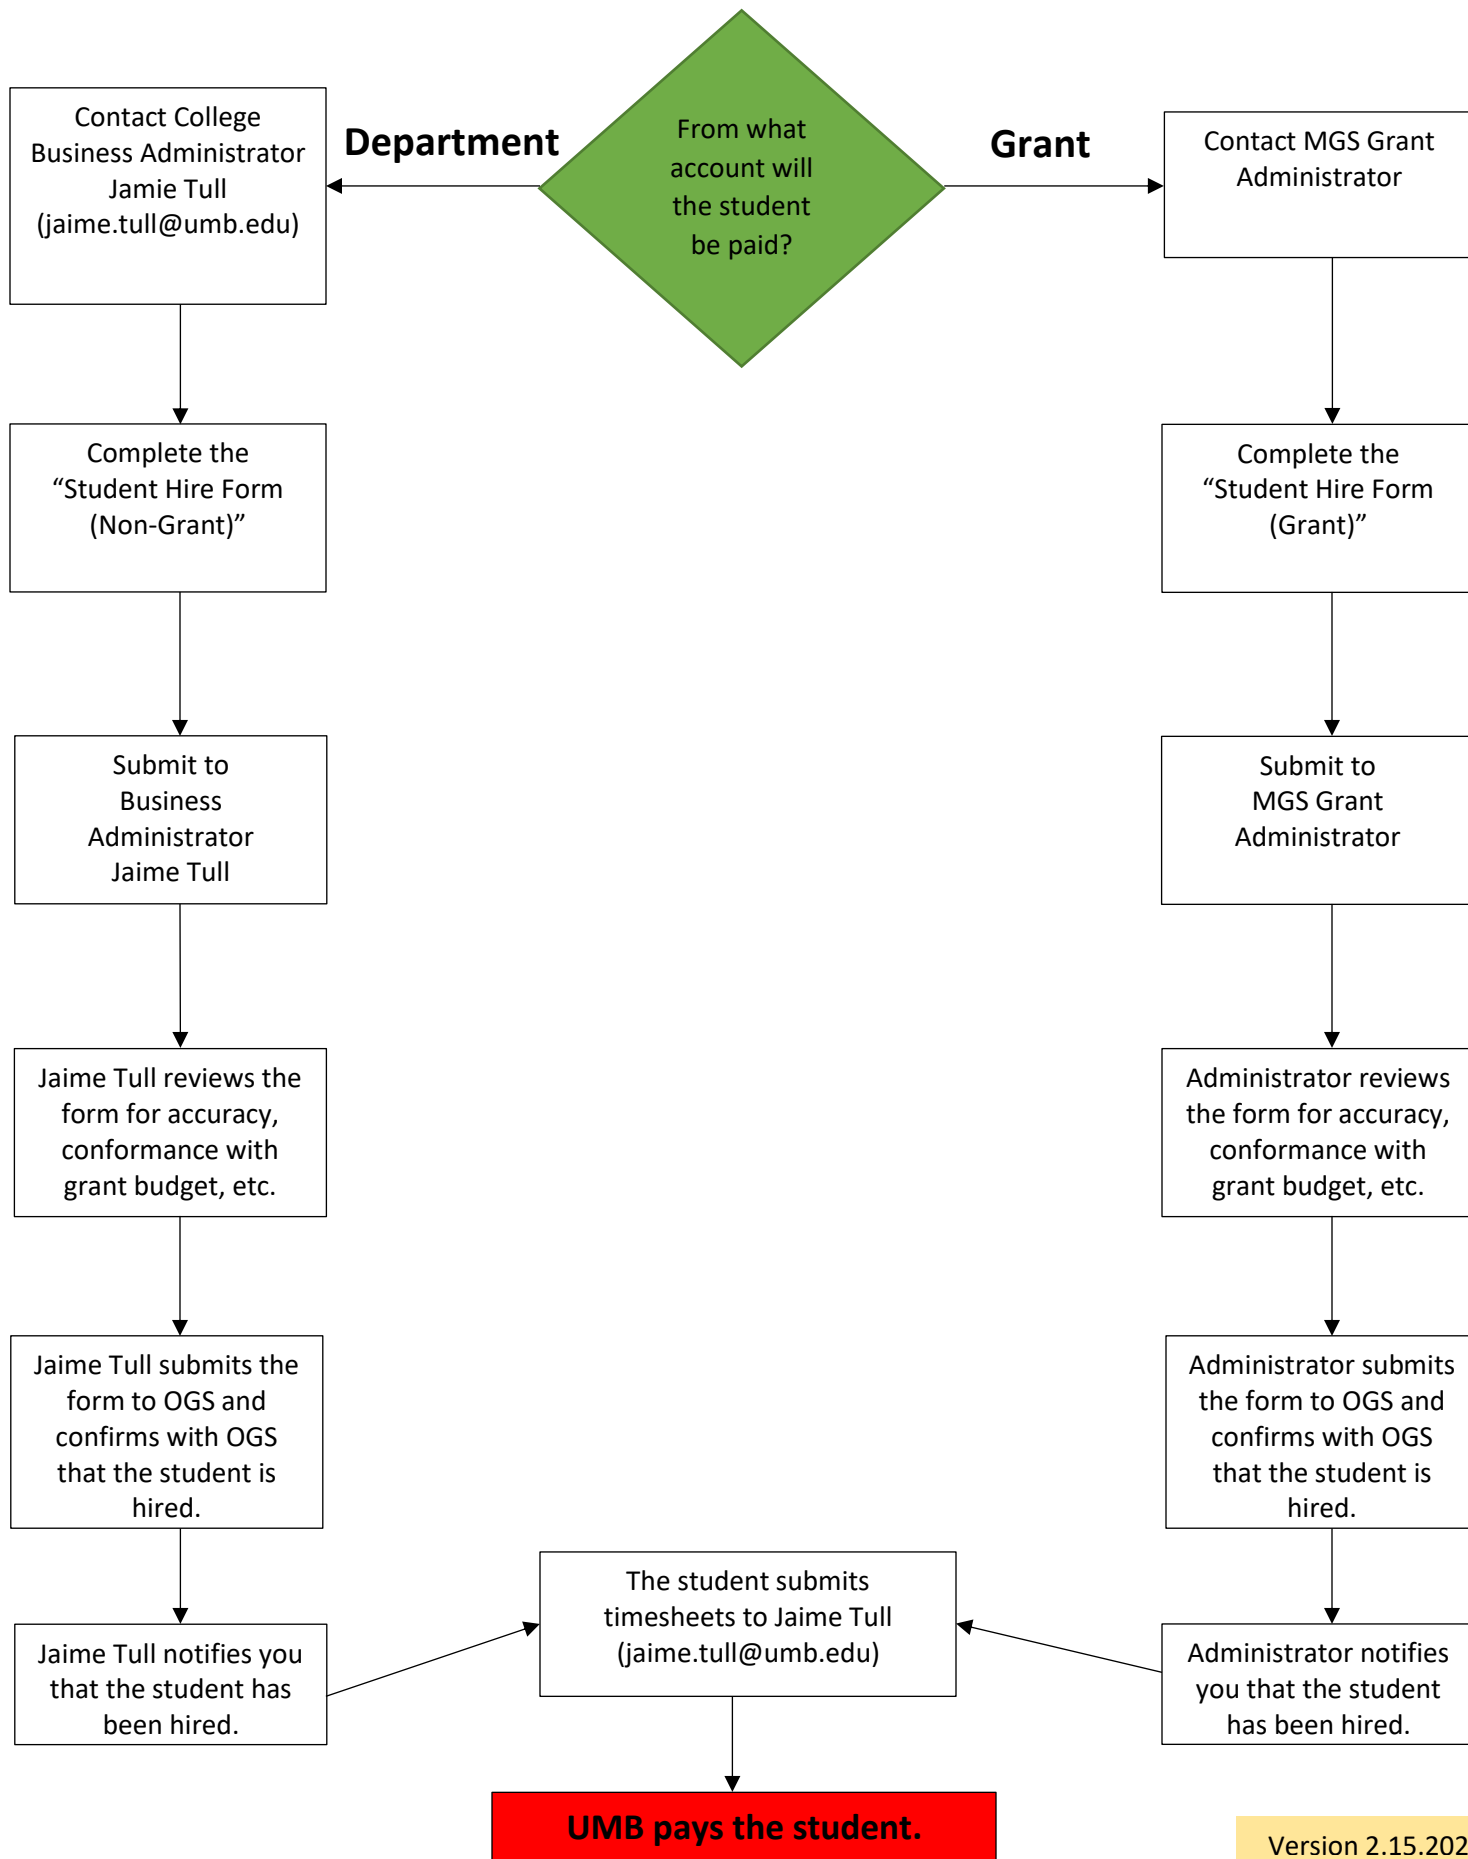 From what
account will
the student
be paid?
Department
Grant
Contact College
Business Administrator
Jamie Tull
(jaime.tull@umb.edu)
Contact MGS Grant
Administrator
Complete the
“Student Hire Form
(Non-Grant)”
Complete the
“Student Hire Form
(Grant)”
Submit to
Business
Administrator
Jaime Tull
Submit to
MGS Grant
Administrator
Jaime Tull reviews the
form for accuracy,
conformance with
grant budget, etc.
Administrator reviews
the form for accuracy,
conformance with
grant budget, etc.
Jaime Tull submits the
form to OGS and
confirms with OGS
that the student is
hired.
Administrator submits
the form to OGS and
confirms with OGS
that the student is
hired.
Jaime Tull notifies you
that the student has
been hired.
The student submits
timesheets to Jaime Tull
(jaime.tull@umb.edu)
Administrator notifies
you that the student
has been hired.
UMB pays the student.
Version 2.15.202